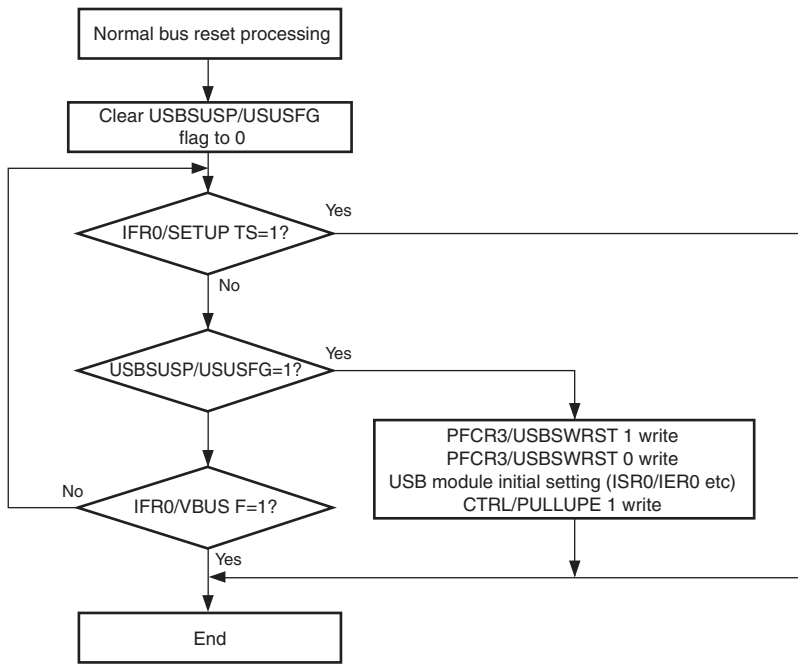 Normal bus reset processing
Clear USBSUSP/USUSFG
flag to 0
IFR0/SETUP TS=1?
Yes
No
USBSUSP/USUSFG=1?
Yes
PFCR3/USBSWRST 1 write
PFCR3/USBSWRST 0 write
USB module initial setting (ISR0/IER0 etc)
CTRL/PULLUPE 1 write
No
IFR0/VBUS F=1?
Yes
End